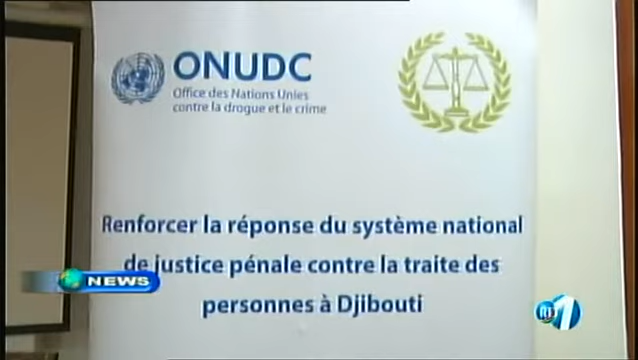 ONUDC
Office des Nations Unies
contre la drogue et le crime
Renforcer la réponse du système national
de justice pénale contre la traite des
personnes à Djibouti
NEWS